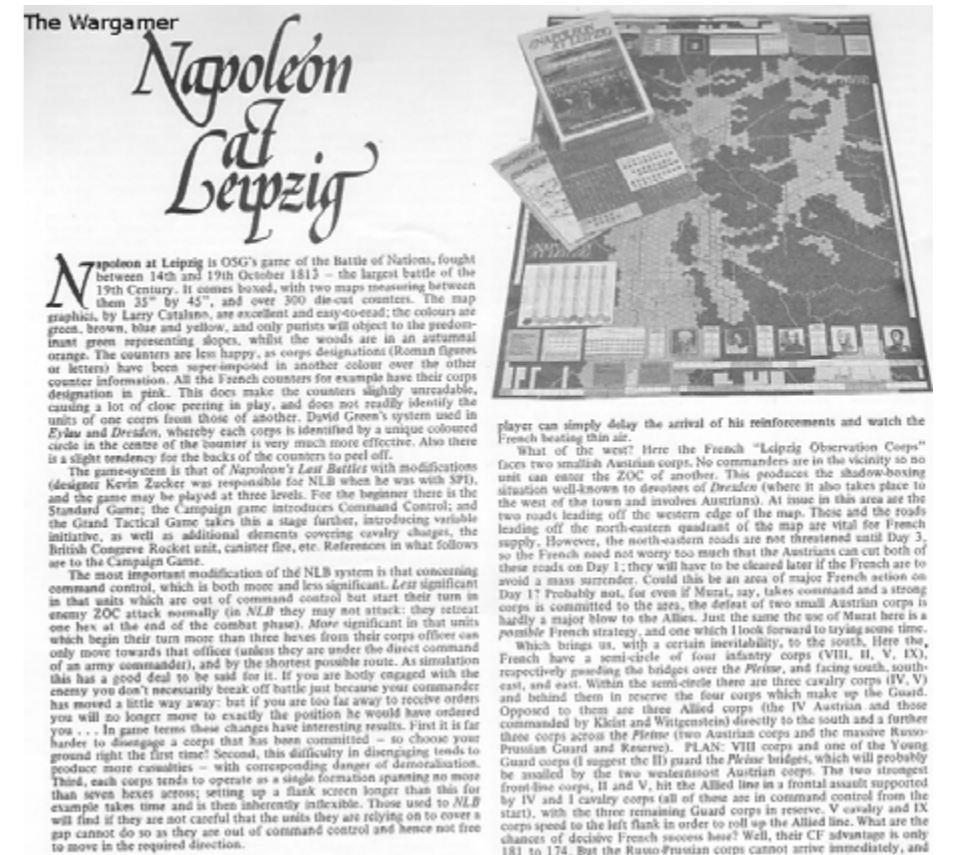 The Wargamer
Napoleon
at
Leipzig
NAPOLEON
AT LEIPZIG
Napoleon at Leipzig is OSG's game of the Battle of Nations, fought
between 14th and 19th October 1813 – the largest battle of the
19th Century. It comes boxed, with two maps measuring between
them 35" by 45", and over 300 die-cut counters. The map
graphics, by Larry Catalano, are excellent and easy-to-read; the colours are
green, brown, blue and yellow, and only purists will object to the predom-
inant green representing slopes, whilst the woods are in an autumnal
orange. The counters are less happy, as corps designations (Roman figures
or letters) have been super-imposed in another colour over the other
counter information. All the French counters for example have their corps
designation in pink. This does make the counters slightly unreadable,
causing a lot of close peering in play, and does not readily identify the
units of one corps from those of another. David Green's system used in
Eylau and Dresden, whereby each corps is identified by a unique coloured
circle in the centre of the counter is very much more effective. Also there
is a slight tendency for the backs of the counters to peel off.
The game-system is that of Napoleon's Last Battles with modifications
(designer Kevin Zucker was responsible for NLB when he was with SPI),
and the game may be played at three levels. For the beginner there is the
Standard Game; the Campaign game introduces Command Control; and
the Grand Tactical Game takes this a stage further, introducing variable
initiative, as well as additional elements covering cavalry charges, the
British Congreve Rocket unit, canister fire, etc. References in what follows
are to the Campaign Game.
The most important modification of the NLB system is that concerning
command control, which is both more and less significant. Less significant
in that units which are out of command control but start their turn in
enemy ZOC attack normally (in NLB they may not attack: they retreat
one hex at the end of the combat phase). More significant in that units
which begin their turn more than three hexes from their corps officer can
only move towards that officer (unless they are under the direct command
of an army commander), and by the shortest possible route. As simulation
this has a good deal to be said for it. If you are hotly engaged with the
enemy you don't necessarily break off battle just because your commander
has moved a little way away: but if you are too far away to receive orders
you will no longer move to exactly the position he would have ordered
you . . . In game terms these changes have interesting results. First it is far
harder to disengage a corps that has been committed – so choose your
ground right the first time! Second, this difficulty in disengaging tends to
produce more casualties – with corresponding danger of demoralisation.
Third, each corps tends to operate as a single formation spanning no more
than seven hexes across; setting up a flank screen longer than this for
example takes time and is then inherently inflexible. Those used to NLB
will find if they are not careful that the units they are relying on to cover a
gap cannot do so as they are out of command control and hence not free
to move in the required direction.
player can simply delay the arrival of his reinforcements and watch the
French beating thin air.
What of the west? Here the French "Leipzig Observation Corps"
faces two smallish Austrian corps. No commanders are in the vicinity so no
unit can enter the ZOC of another. This produces the shadow-boxing
situation well-known to devotees of Dresden (where it also takes place to
the west of the town and involves Austrians). At issue in this area are the
two roads leading off the western edge of the map. These and the roads
leading off the north-eastern quadrant of the map are vital for French
supply. However, the north-eastern roads are not threatened until Day 3,
so the French need not worry too much that the Austrians can cut both of
these roads on Day 1; they will have to be cleared later if the French are to
avoid a mass surrender. Could this be an area of major French action on
Day 1? Probably not, for even if Murat, say, takes command and a strong
corps is committed to the area, the defeat of two small Austrian corps is
hardly a major blow to the Allies. Just the same the use of Murat here is a
possible French strategy, and one which I look forward to trying some time.
Which brings us, with a certain inevitability, to the south. Here the
French have a semi-circle of four infantry corps (VIII, II, V, IX),
respectively guarding the bridges over the Pleisse, and facing south, south-
east, and east. Within the semi-circle there are three cavalry corps (IV, V)
and behind them in reserve the four corps which make up the Guard.
Opposed to them are three Allied corps (the IV Austrian and those
commanded by Kleist and Wittgenstein) directly to the south and a further
three corps across the Pleisse (two Austrian corps and the massive Russo-
Prussian Guard and Reserve). PLAN: VIII corps and one of the Young
Guard corps (I suggest the II) guard the Pleisse bridges, which will probably
be assailed by the two westernmost Austrian corps. The two strongest
front-line corps, II and V, hit the Allied line in a frontal assault supported
by IV and I cavalry corps (all of these are in command control from the
start), with the three remaining Guard corps in reserve. V cavalry and IX
corps speed to the left flank in order to roll up the Allied line. What are the
chances of decisive French success here? Well, their CF advantage is only
181 to 174. But the Russo-Prussian corps cannot arrive immediately, and